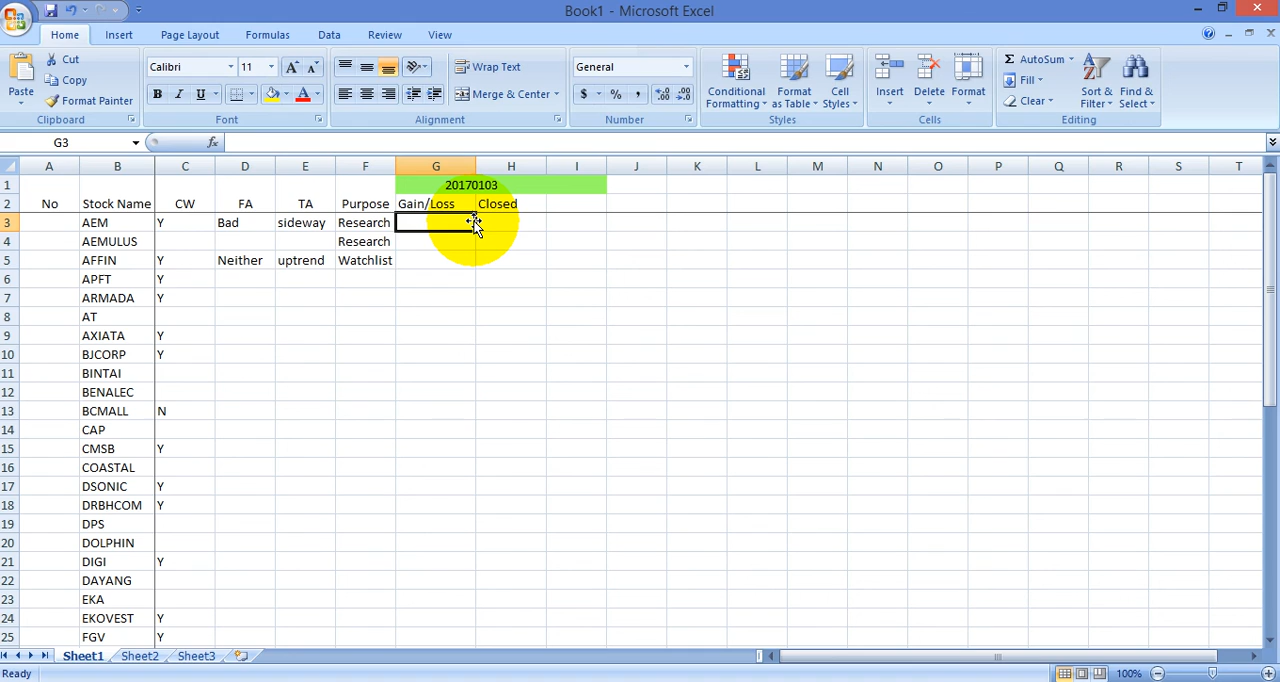 Book1 - Microsoft Excel
Home Insert Page Layout Formulas Data Review View
Paste
Cut
Copy
Format Painter
Clipboard
Calibri 11
B I U
Font
Wrap Text
Merge & Center
Alignment
General
$ % ,
Number
Conditional Formatting
Format as Table
Cell Styles
Styles
Insert Delete Format
Cells
Σ AutoSum
Fill
Clear
Sort & Filter
Find & Select
Editing
G3 fx
A B C D E F G H I J K L M N O P Q R S T
1 20170103
2 No Stock Name CW FA TA Purpose Gain/Loss Closed
3 AEM Y Bad sideway Research
4 AEMULUS Research
5 AFFIN Y Neither uptrend Watchlist
6 APFT Y
7 ARMADA Y
8 AT
9 AXIATA Y
10 BJCORP Y
11 BINTAI
12 BENALEC
13 BCMALL N
14 CAP
15 CMSB Y
16 COASTAL
17 DSONIC Y
18 DRBHCOM Y
19 DPS
20 DOLPHIN
21 DIGI Y
22 DAYANG
23 EKA
24 EKOVEST Y
25 FGV Y
Sheet1 Sheet2 Sheet3
Ready 100%